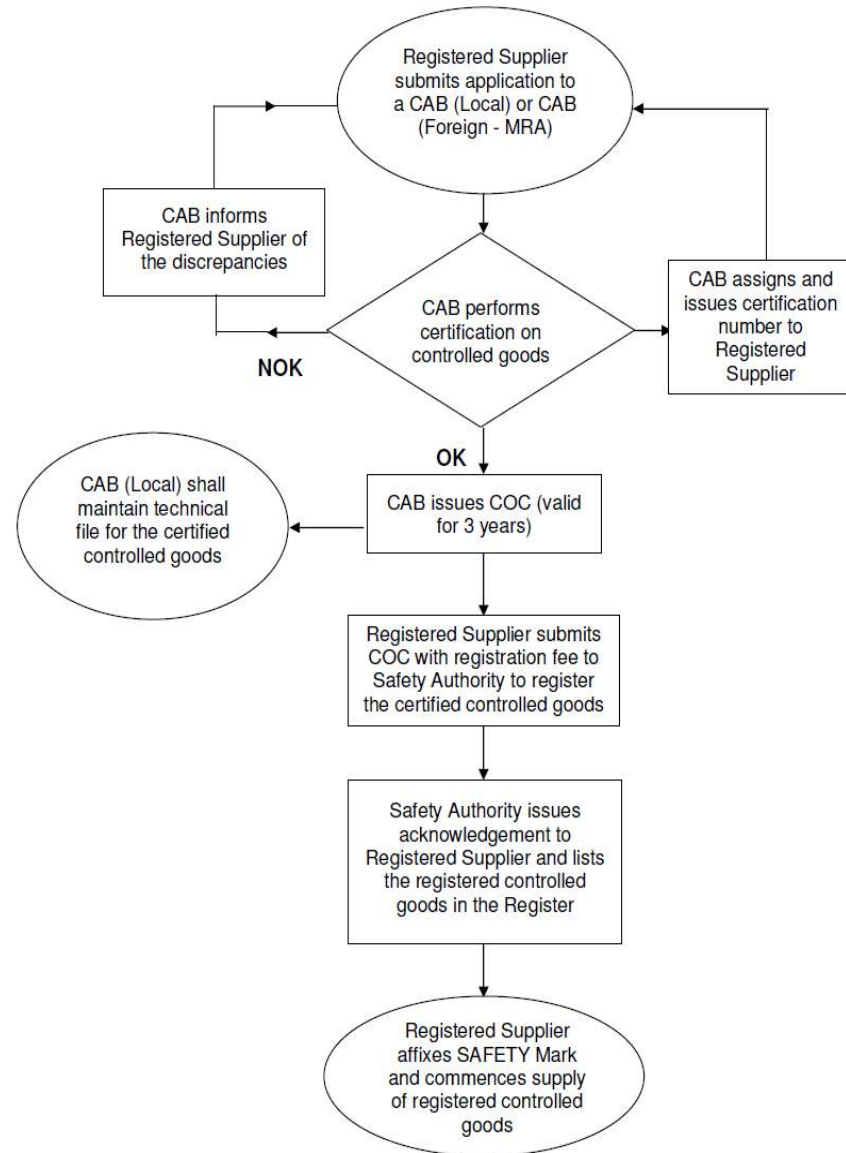 Registered Supplier
submits application to
a CAB (Local) or CAB
(Foreign - MRA)
CAB informs
Registered Supplier of
the discrepancies
CAB performs
certification on
controlled goods
CAB assigns and
issues certification
number to
Registered
Supplier
NOK
OK
CAB (Local) shall
maintain technical
file for the certified
controlled goods
CAB issues COC (valid
for 3 years)
Registered Supplier submits
COC with registration fee to
Safety Authority to register
the certified controlled goods
Safety Authority issues
acknowledgement to
Registered Supplier and lists
the registered controlled
goods in the Register
Registered Supplier
affixes SAFETY Mark
and commences supply
of registered controlled
goods